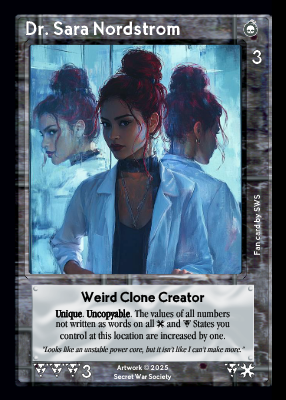 Dr. Sara Nordstrom
3
Fan card by SWS
Weird Clone Creator
Unique. Uncopyable. The values of all numbers
not written as words on all and States you
control at this location are increased by one.
"Looks like an unstable power core, but it isn't like I can't make more."
Artwork © 2025
3
Secret War Society